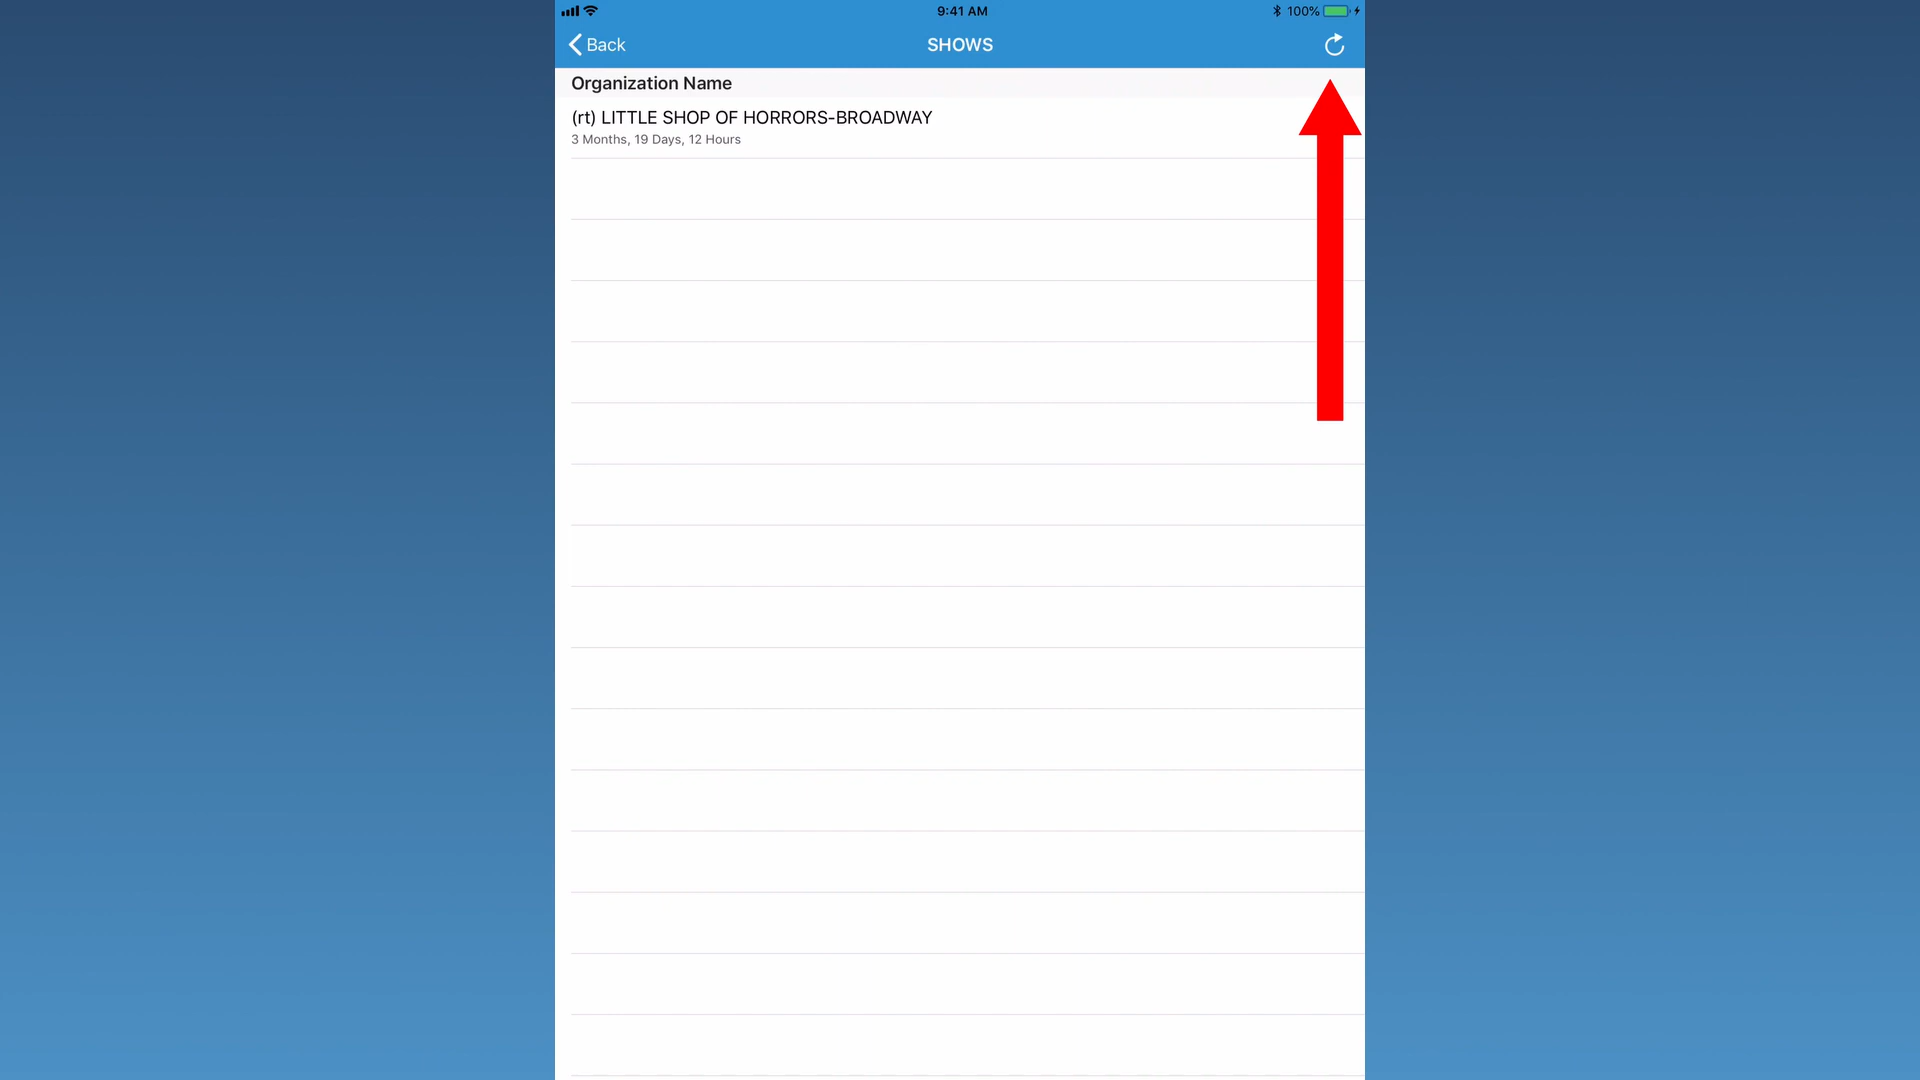 9:41 AM
100%
Back
SHOWS
Organization Name
(rt) LITTLE SHOP OF HORRORS-BROADWAY
3 Months, 19 Days, 12 Hours